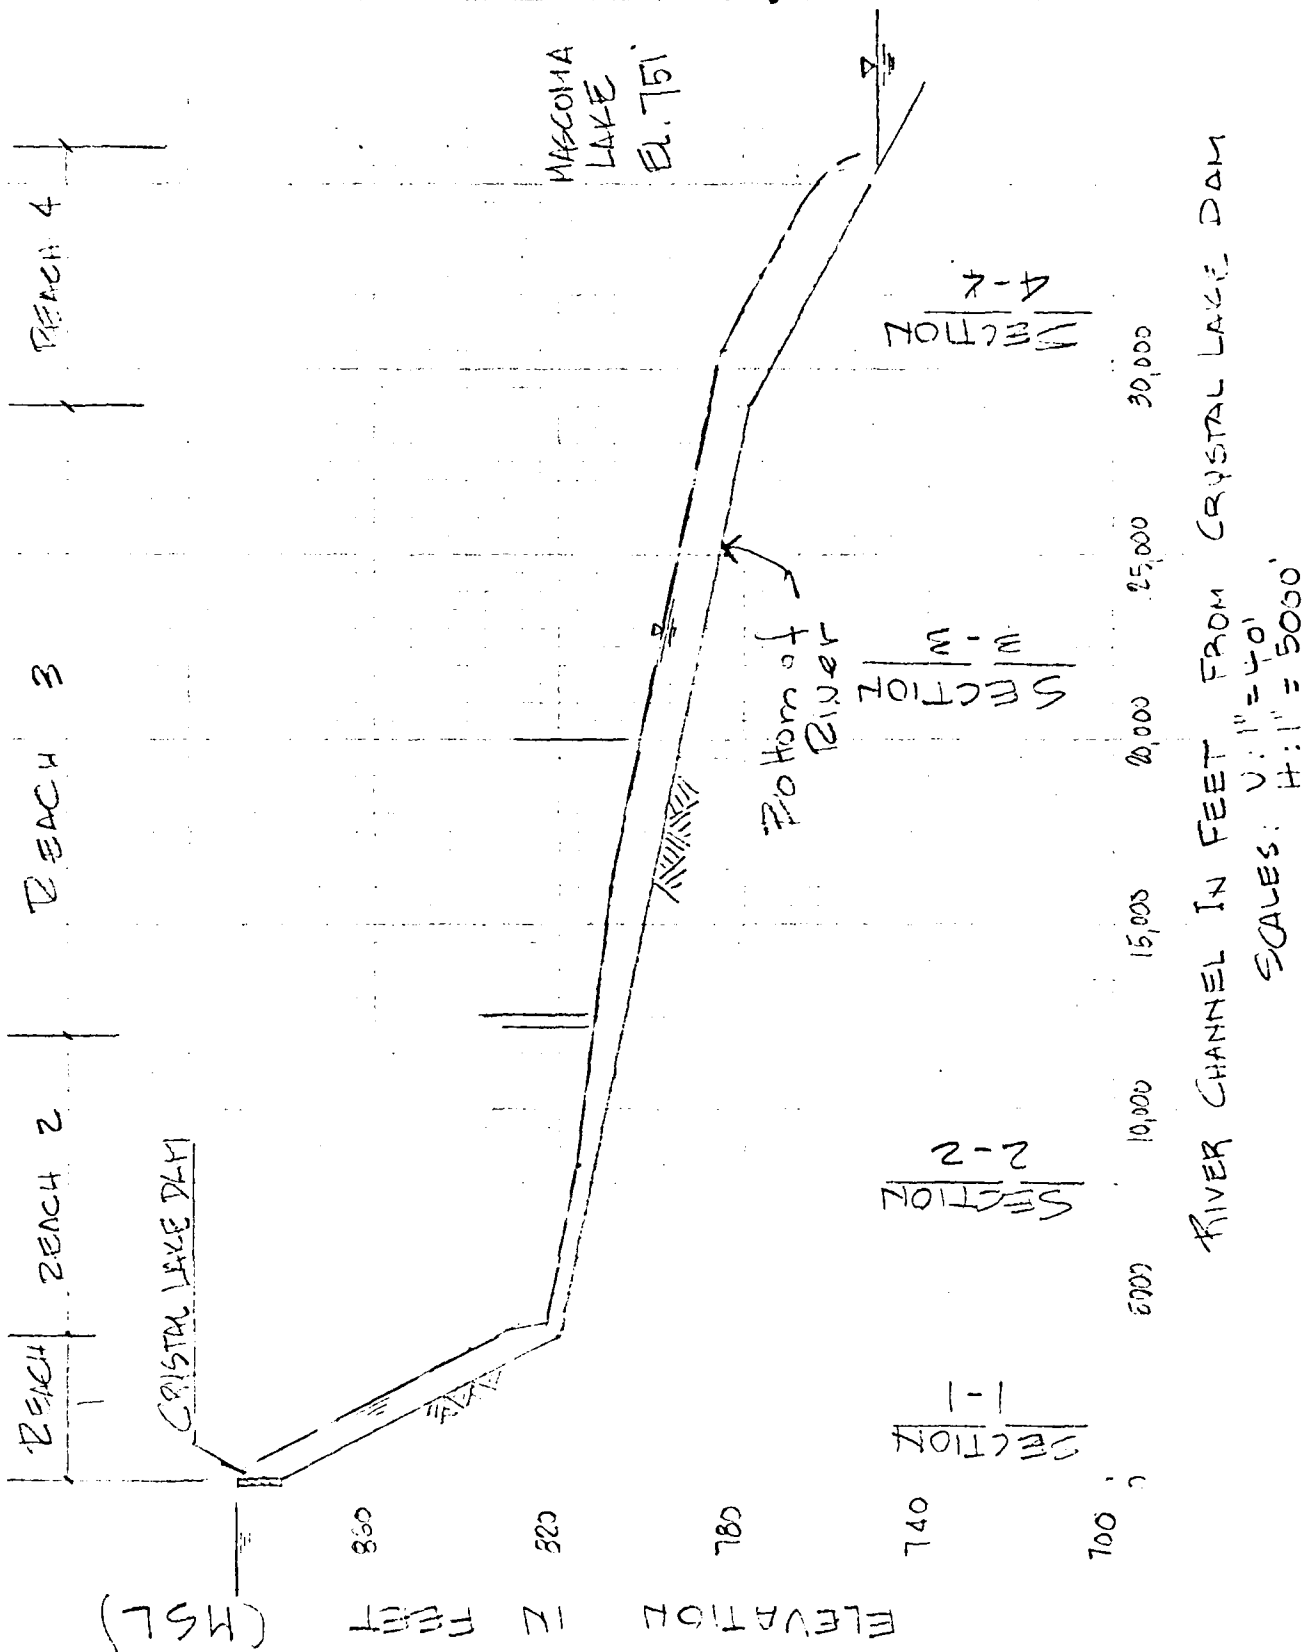 REACH 1
REACH 2
REACH 3
REACH 4
CRYSTAL LAKE DAM
MASCOMA
LAKE
EL. 751'
Bottom of
River
ELEVATION IN FEET (MSL)
860
820
780
740
700
SECTION
1-1
SECTION
2-2
SECTION
3-3
SECTION
4-4
0
5000
10,000
15,000
20,000
25,000
30,000
RIVER CHANNEL IN FEET FROM CRYSTAL LAKE DAM
SCALES: V: 1" = 40'
H: 1" = 5000'